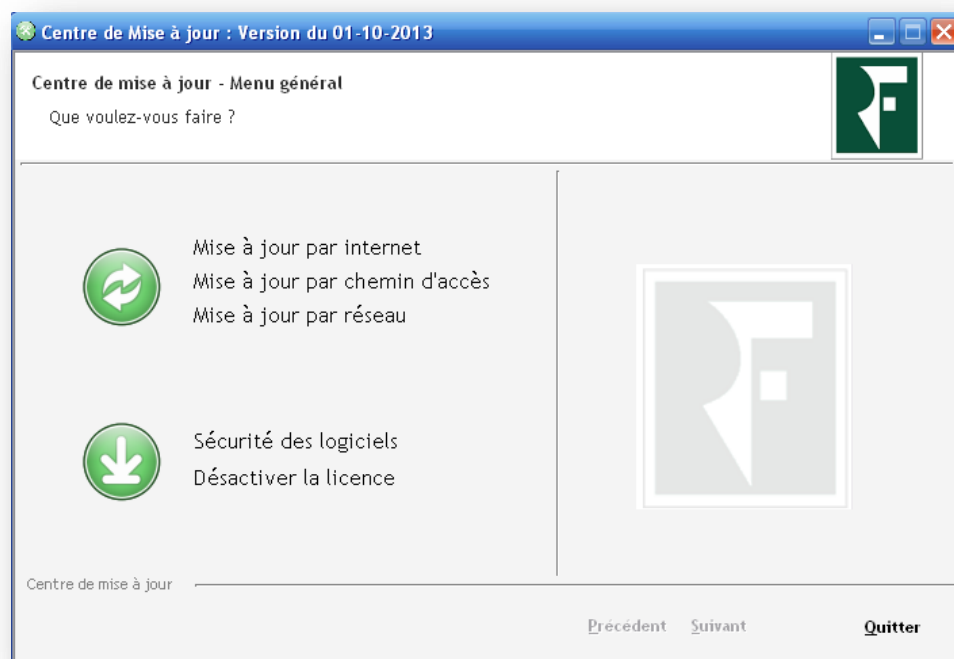 Centre de Mise à jour : Version du 01-10-2013
Centre de mise à jour - Menu général
Que voulez-vous faire ?
Mise à jour par internet
Mise à jour par chemin d'accès
Mise à jour par réseau
Sécurité des logiciels
Désactiver la licence
Centre de mise à jour
Précédent Suivant Quitter